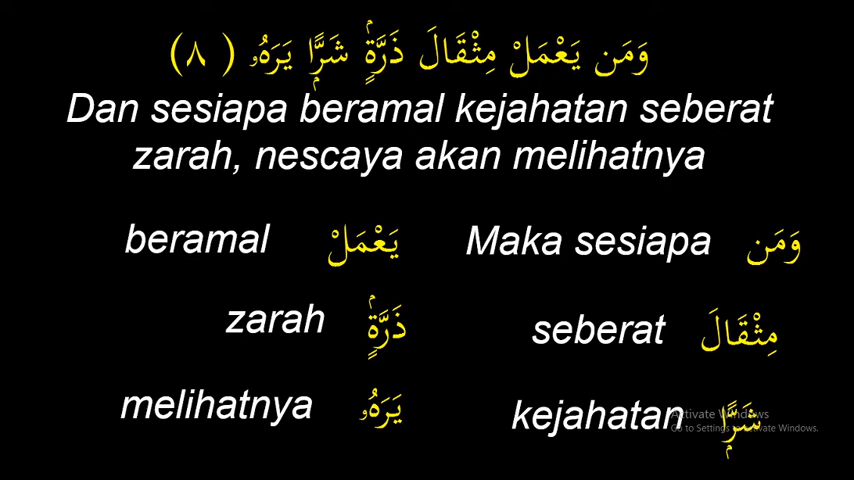 وَمَن يَعْمَلْ مِثْقَالَ ذَرَّةٍۢ شَرًّۭا يَرَهُۥ (٨)
Dan sesiapa beramal kejahatan seberat
zarah, nescaya akan melihatnya
beramal يَعْمَلْ Maka sesiapa وَمَن
zarah ذَرَّةٍۢ seberat مِثْقَالَ
melihatnya يَرَهُۥ kejahatan شَرًّۭا
Activate Windows
Go to Settings to activate Windows.